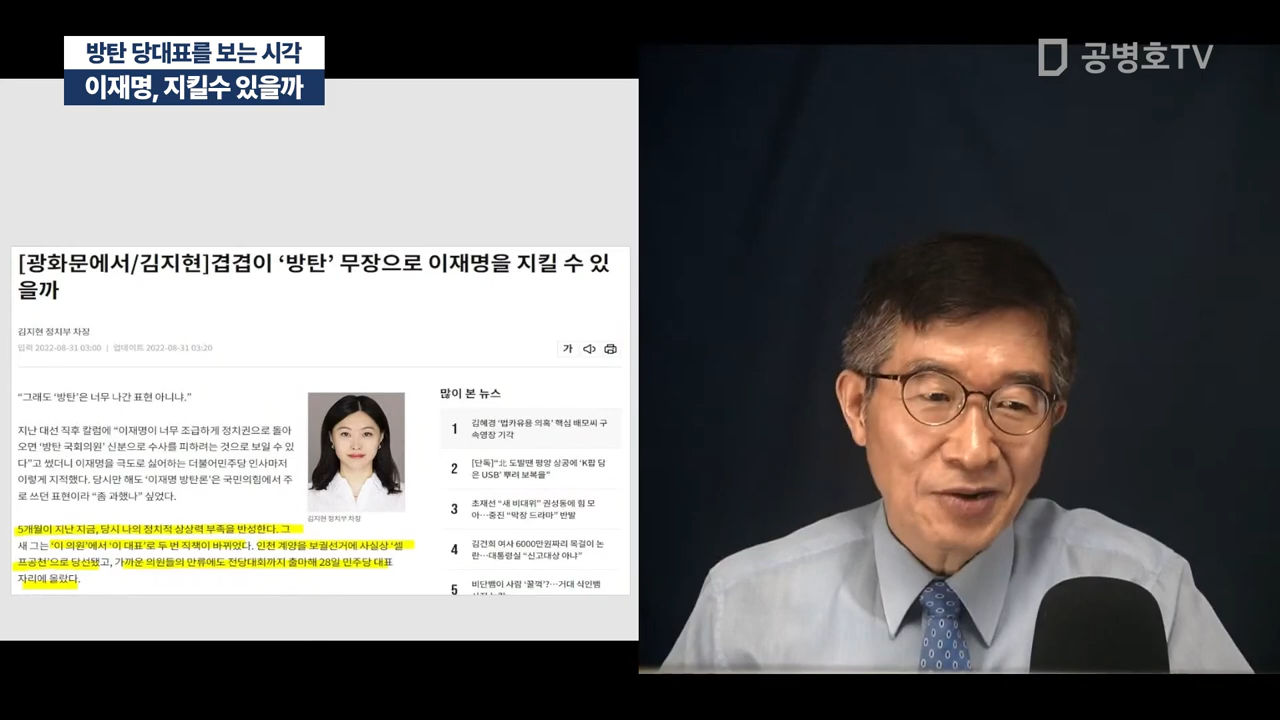 방탄 당대표를 보는 시각
이재명, 지킬수 있을까
공병호TV
[광화문에서/김지현]겹겹이 ‘방탄’ 무장으로 이재명을 지킬 수 있
을까
김지현 정치부 차장
입력 2022-08-31 03:00 | 업데이트 2022-08-31 03:20
가
“그래도 ‘방탄’은 너무 나간 표현 아니냐.”
지난 대선 직후 칼럼에 “이재명이 너무 조급하게 정치권으로 돌아
오면 ‘방탄 국회의원’ 신분으로 수사를 피하려는 것으로 보일 수 있
다”고 썼더니 이재명을 극도로 싫어하는 더불어민주당 인사마저
이렇게 지적했다. 당시만 해도 ‘이재명 방탄론’은 국민의힘에서 주
로 쓰던 표현이라 “좀 과했나” 싶었다.
김지현 정치부 차장
5개월이 지난 지금, 당시 나의 정치적 상상력 부족을 반성한다. 그
새 그는 ‘이 의원’에서 ‘이 대표’로 두 번 직책이 바뀌었다. 인천 계양을 보궐선거에 사실상 ‘셀
프공천’으로 당선됐고, 가까운 의원들의 만류에도 전당대회까지 출마해 28일 민주당 대표
자리에 올랐다.
많이 본 뉴스
1 김혜경 ‘법카유용 의혹’ 핵심 배모씨 구
속영장 기각
2 [단독]“北 도발땐 평양 상공에 ‘K팝 담
은 USB’ 뿌려 보복을”
3 초재선 “새 비대위” 권성동에 힘 모
아…중진 “막장 드라마” 반발
4 김건희 여사 6000만원짜리 목걸이 논
란…대통령실 “신고대상 아냐”
5 비단뱀이 사람 ‘꿀꺽’?…거대 식인뱀